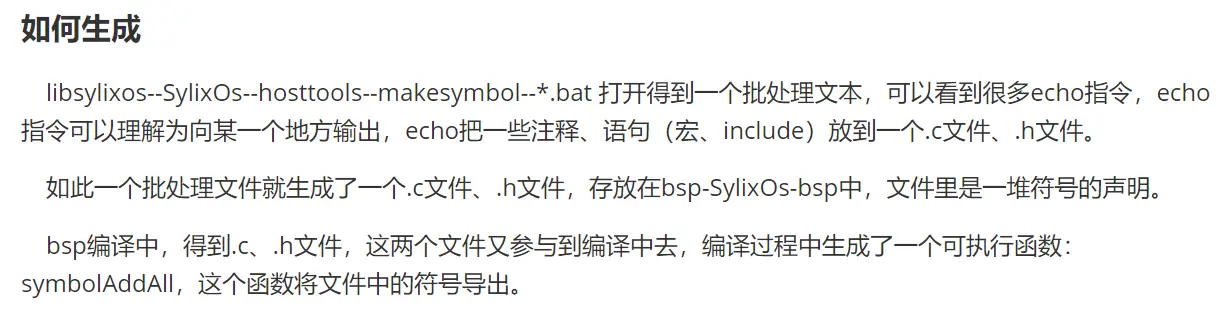 如何生成
libsylixos--SylixOs--hosttools--makesymbol--*.bat 打开得到一个批处理文本，可以看到很多echo指令，echo
指令可以理解为向某一个地方输出，echo把一些注释、语句（宏、include）放到一个.c文件、.h文件。
如此一个批处理文件就生成了一个.c文件、.h文件，存放在bsp-SylixOs-bsp中，文件里是一堆符号的声明。
bsp编译中，得到.c、.h文件，这两个文件又参与到编译中去，编译过程中生成了一个可执行函数：
symbolAddAll，这个函数将文件中的符号导出。